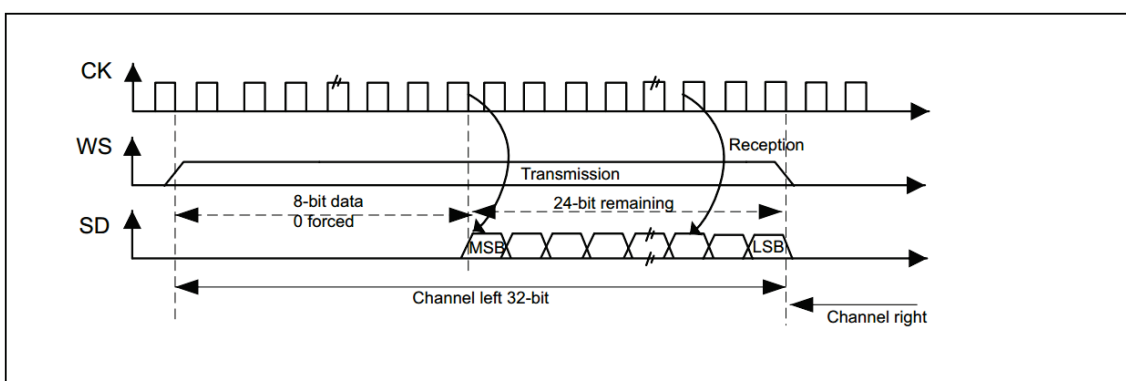 CK
WS
Reception
Transmission
8-bit data
0 forced
24-bit remaining
SD
MSB
LSB
Channel left 32-bit
Channel right